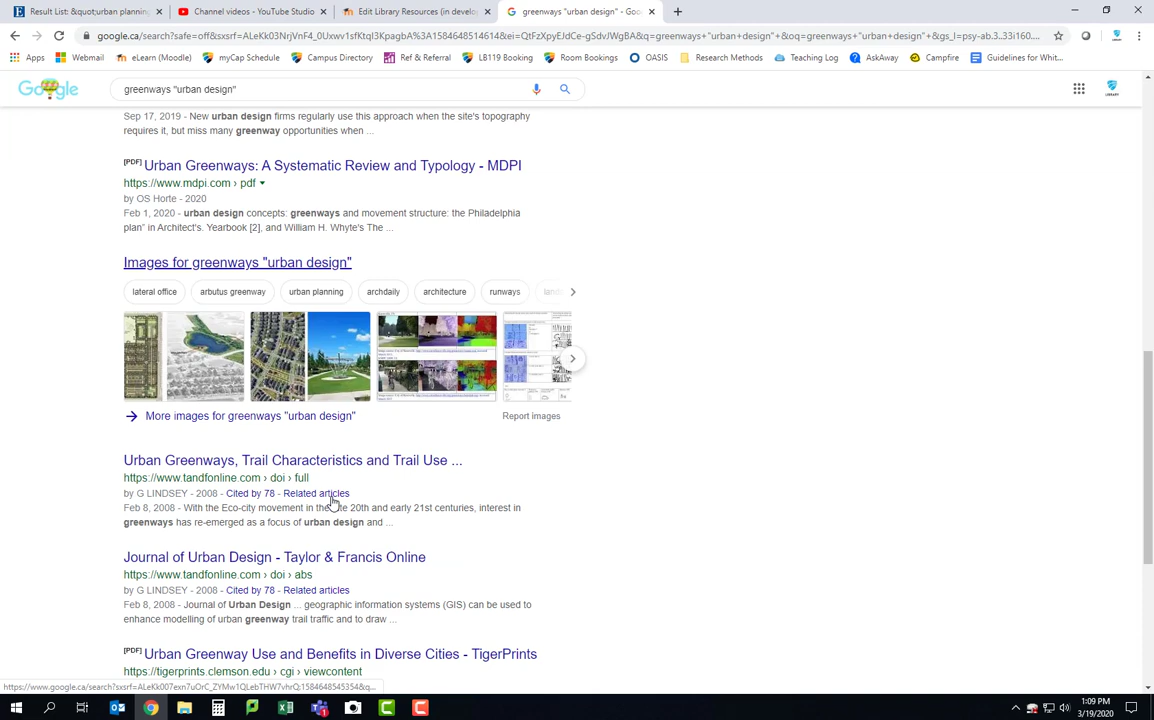 Result List: &quot;urban planning
Channel videos - YouTube Studio
Edit Library Resources (in develo
greenways "urban design" - Goo
google.ca/search?safe=off&sxsrf=ALeKk03NrjVnF4_0Uxwv1sfKtqI3KpagbA%3A1584648514614&ei=QtFzXpyEJdCe-gSdvJWgBA&q=greenways+"urban+design"+&oq=greenways+"urban+design"+&gs_l=psy-ab.3..33i160....
Apps
Webmail
eLearn (Moodle)
myCap Schedule
Campus Directory
Ref & Referral
LB119 Booking
Room Bookings
OASIS
Research Methods
Teaching Log
AskAway
Campfire
Guidelines for Whit...
Google
greenways "urban design"
LIBRARY
Sep 17, 2019 - New urban design firms regularly use this approach when the site's topography
requires it, but miss many greenway opportunities when ...
[PDF] Urban Greenways: A Systematic Review and Typology - MDPI
https://www.mdpi.com › pdf
by OS Horte - 2020
Feb 1, 2020 - urban design concepts: greenways and movement structure: the Philadelphia
plan" in Architect's. Yearbook [2], and William H. Whyte's The ...
Images for greenways "urban design"
lateral office
arbutus greenway
urban planning
archdaily
architecture
runways
More images for greenways "urban design"
Report images
Urban Greenways, Trail Characteristics and Trail Use ...
https://www.tandfonline.com › doi › full
by G LINDSEY - 2008 - Cited by 78 - Related articles
Feb 8, 2008 - With the Eco-city movement in the late 20th and early 21st centuries, interest in
greenways has re-emerged as a focus of urban design and ...
Journal of Urban Design - Taylor & Francis Online
https://www.tandfonline.com › doi › abs
by G LINDSEY - 2008 - Cited by 78 - Related articles
Feb 8, 2008 - Journal of Urban Design ... geographic information systems (GIS) can be used to
enhance modelling of urban greenway trail traffic and to draw ...
[PDF] Urban Greenway Use and Benefits in Diverse Cities - TigerPrints
https://tigerprints.clemson.edu › cgi › viewcontent
https://www.google.ca/search?sxsrf=ALeKk007exn7uOrC_ZYMw1QLebTHW7vhrQ:1584648545354&q...
1:09 PM
3/19/2020